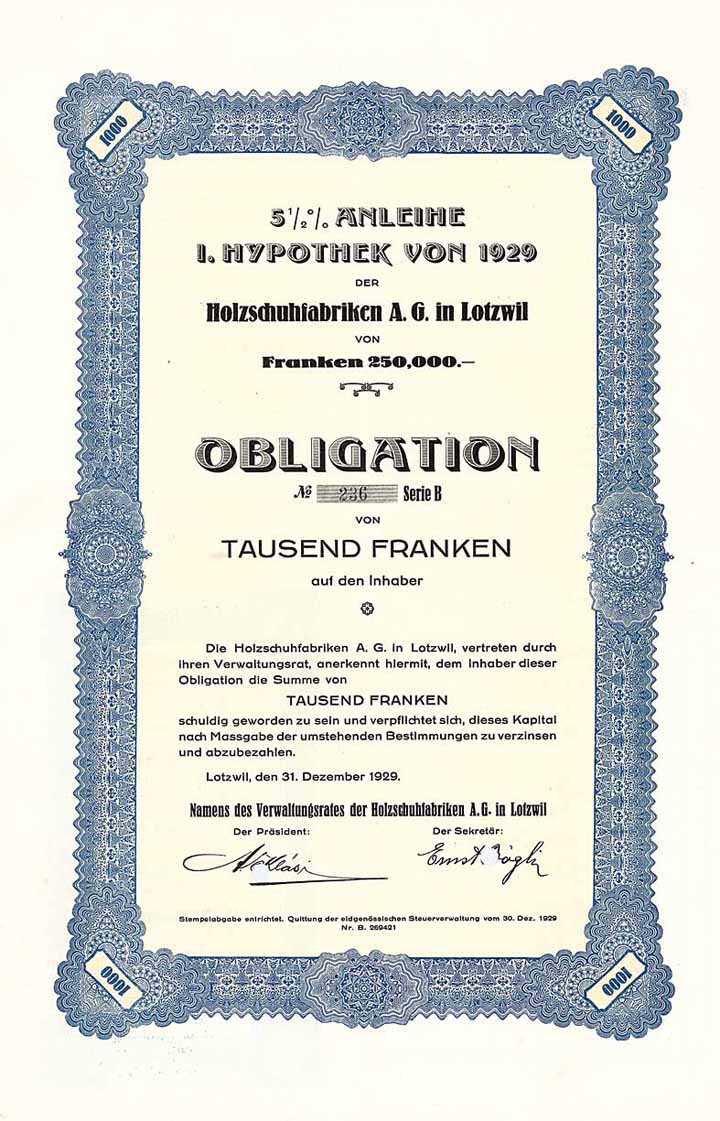 1000 1000
5½% ANLEIHE
I. HYPOTHEK VON 1929
DER
Holzschuhfabriken A. G. in Lotzwil
VON
Franken 250,000.—
OBLIGATION
No 236 Serie B
VON
TAUSEND FRANKEN
auf den Inhaber
Die Holzschuhfabriken A. G. in Lotzwil, vertreten durch
ihren Verwaltungsrat, anerkennt hiermit, dem Inhaber dieser
Obligation die Summe von
TAUSEND FRANKEN
schuldig geworden zu sein und verpflichtet sich, dieses Kapital
nach Massgabe der umstehenden Bestimmungen zu verzinsen
und abzubezahlen.
Lotzwil, den 31. Dezember 1929.
Namens des Verwaltungsrates der Holzschuhfabriken A. G. in Lotzwil
Der Präsident: Der Sekretär:
Ernst
Stempelabgabe entrichtet. Quittung der eidgenössischen Steuerverwaltung vom 30. Dez. 1929
Nr. B. 269421
1000 1000